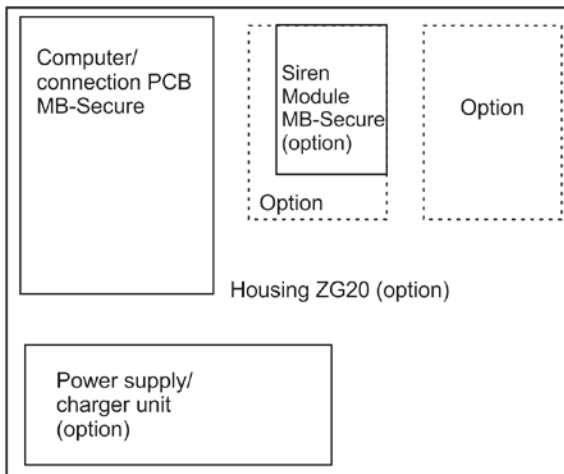 Computer/
connection PCB
MB-Secure
Siren
Module
MB-Secure
(option)
Option
Option
Housing ZG20 (option)
Power supply/
charger unit
(option)